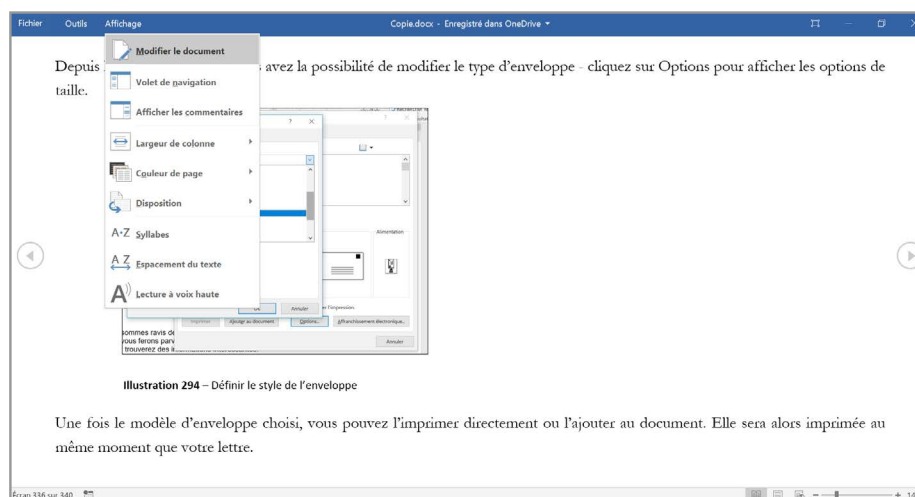 Fichier Outils Affichage Copie.docx - Enregistré dans OneDrive
Modifier le document
Depuis avez la possibilité de modifier le type d'enveloppe - cliquez sur Options pour afficher les options de
taille.
Volet de navigation
Afficher les commentaires
Largeur de colonne
Couleur de page
Disposition
Alimentation
A-Z Syllabes
A Z Espacement du texte
A Lecture à voix haute
OK Annuler
l'impression
Imprimer Ajouter au document Options... Affranchissement électronique...
Annuler
sommes ravis de
vous ferons parv
trouverez des
Illustration 294 – Définir le style de l'enveloppe
Une fois le modèle d'enveloppe choisi, vous pouvez l'imprimer directement ou l'ajouter au document. Elle sera alors imprimée au
même moment que votre lettre.
Écran 336 sur 340